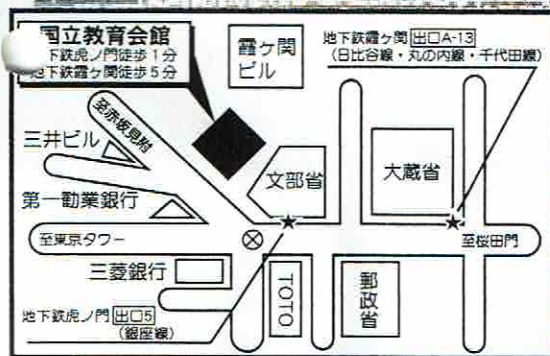 国立教育会館
下鉄虎ノ門徒歩1分
地下鉄霞ヶ関徒歩5分
霞ヶ関
ビル
地下鉄霞ヶ関 出口A-13
(日比谷線・丸の内線・千代田線)
至赤坂見附
三井ビル
文部省
大蔵省
第一勧業銀行
至東京タワー
至桜田門
三菱銀行
TOTO
郵政省
地下鉄虎ノ門 出口5
(銀座線)